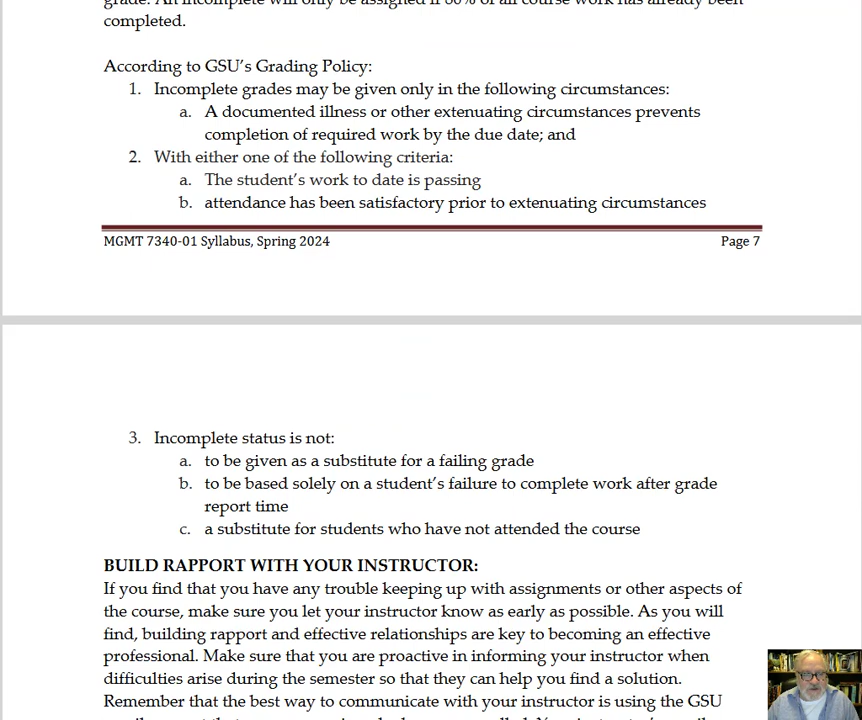 completed.
According to GSU's Grading Policy:
1. Incomplete grades may be given only in the following circumstances:
a. A documented illness or other extenuating circumstances prevents
completion of required work by the due date; and
2. With either one of the following criteria:
a. The student's work to date is passing
b. attendance has been satisfactory prior to extenuating circumstances
MGMT 7340-01 Syllabus, Spring 2024 Page 7
3. Incomplete status is not:
a. to be given as a substitute for a failing grade
b. to be based solely on a student's failure to complete work after grade
report time
c. a substitute for students who have not attended the course
BUILD RAPPORT WITH YOUR INSTRUCTOR:
If you find that you have any trouble keeping up with assignments or other aspects of
the course, make sure you let your instructor know as early as possible. As you will
find, building rapport and effective relationships are key to becoming an effective
professional. Make sure that you are proactive in informing your instructor when
difficulties arise during the semester so that they can help you find a solution.
Remember that the best way to communicate with your instructor is using the GSU